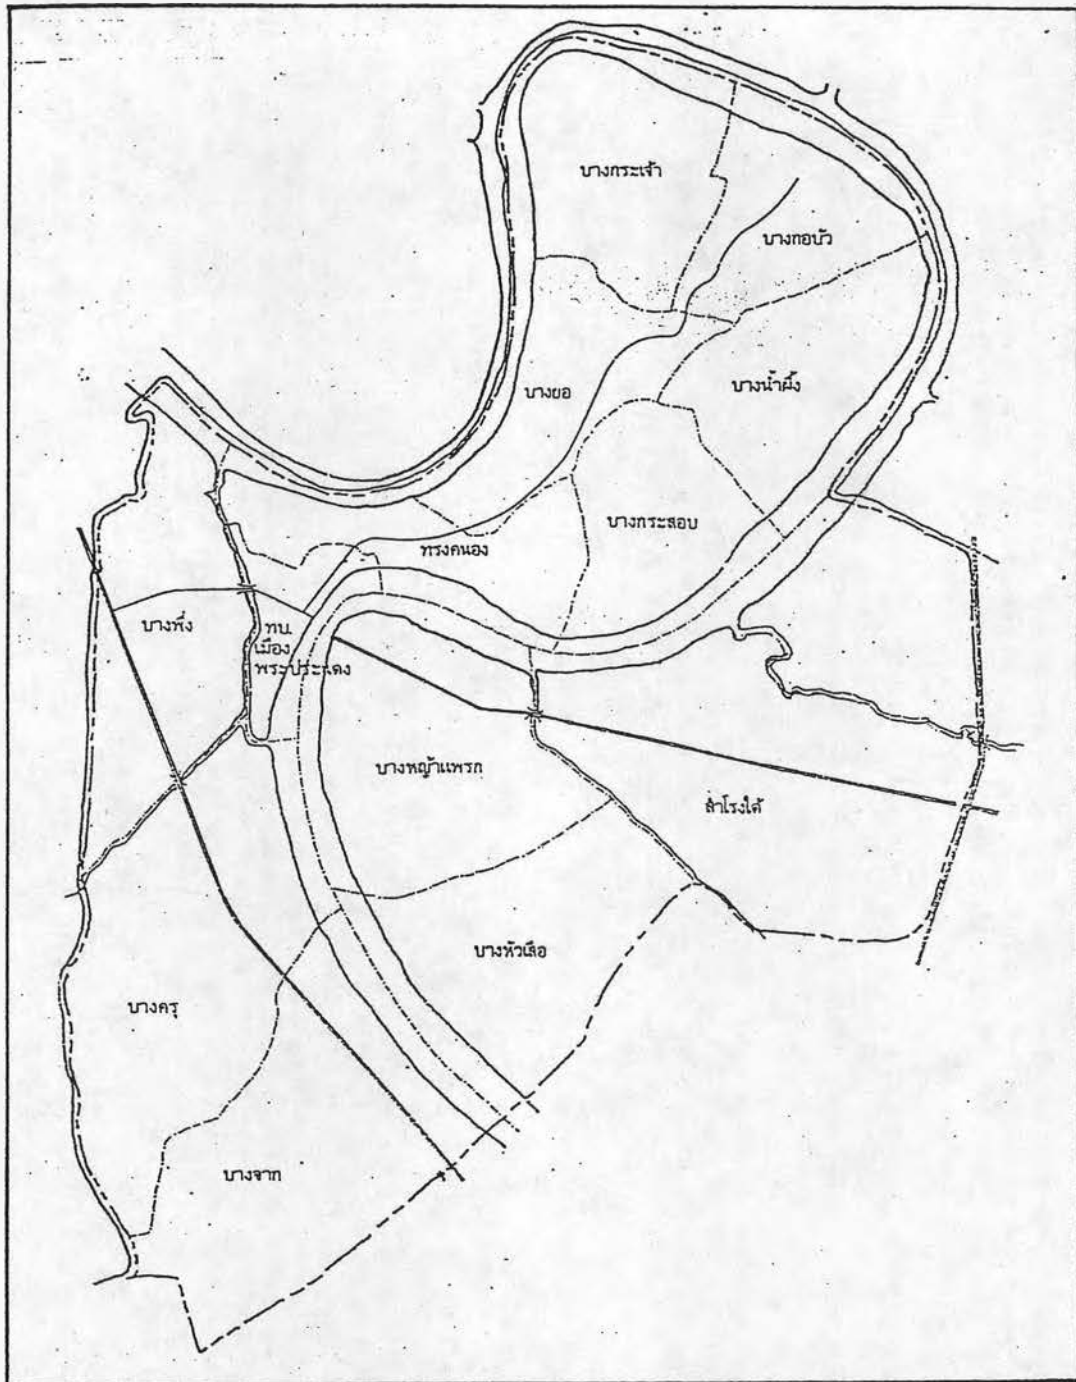 บางกระเจ้า
บางกอบัว
บางยอ
บางน้ำผึ้ง
บางกระสอบ
ทรงคนอง
บางพึ่ง
ทบ.
เมือง
พระประแดง
บางหญ้าแพรก
สำโรงใต้
บางหัวเสือ
บางครุ
บางจาก